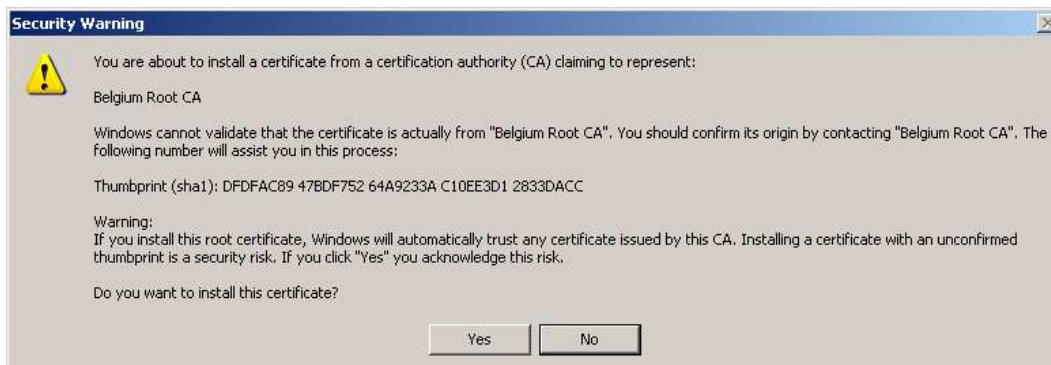 Security Warning
You are about to install a certificate from a certification authority (CA) claiming to represent:
Belgium Root CA
Windows cannot validate that the certificate is actually from "Belgium Root CA". You should confirm its origin by contacting "Belgium Root CA". The
following number will assist you in this process:
Thumbprint (sha1): DFDFAC89 47BDF752 64A9233A C10EE3D1 2833DACC
Warning:
If you install this root certificate, Windows will automatically trust any certificate issued by this CA. Installing a certificate with an unconfirmed
thumbprint is a security risk. If you click "Yes" you acknowledge this risk.
Do you want to install this certificate?
Yes No